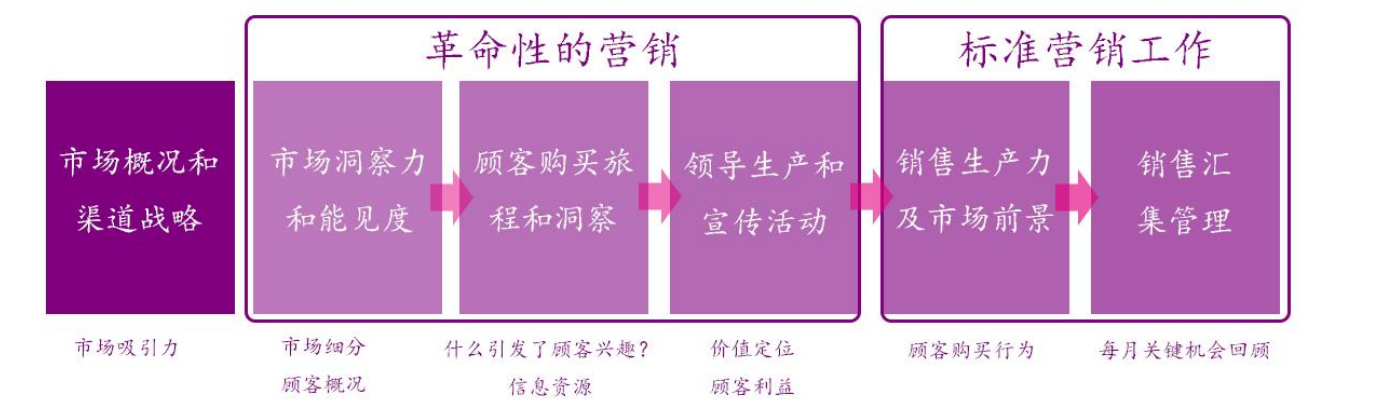 革命性的营销
标准营销工作
市场概况和
渠道战略
市场洞察力
和能见度
顾客购买旅
程和洞察
领导生产和
宣传活动
销售生产力
及市场前景
销售汇
集管理
市场吸引力
市场细分
顾客概况
什么引发了顾客兴趣?
信息资源
价值定位
顾客利益
顾客购买行为
每月关键机会回顾